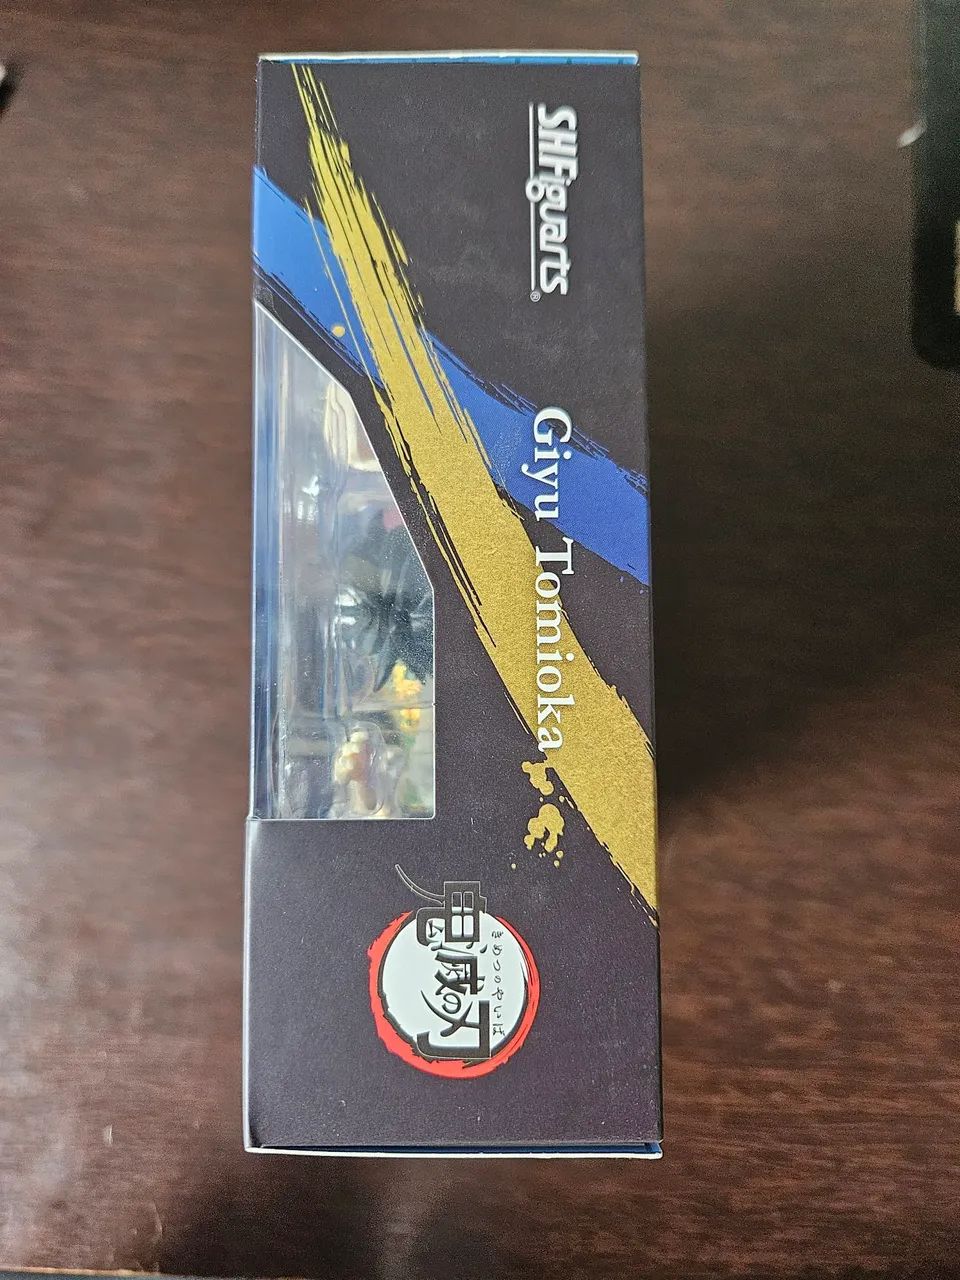 S.H.Figuarts®
Giyu Tomioka
鬼滅の刃
きめつのやいば